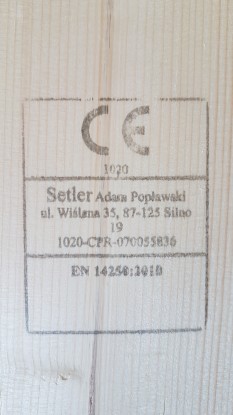 CE
1020
Setler Adam Popławski
ul. Wiślana 35, 87-125 Silno
19
1020-CPR-070055836
EN 14250:2010